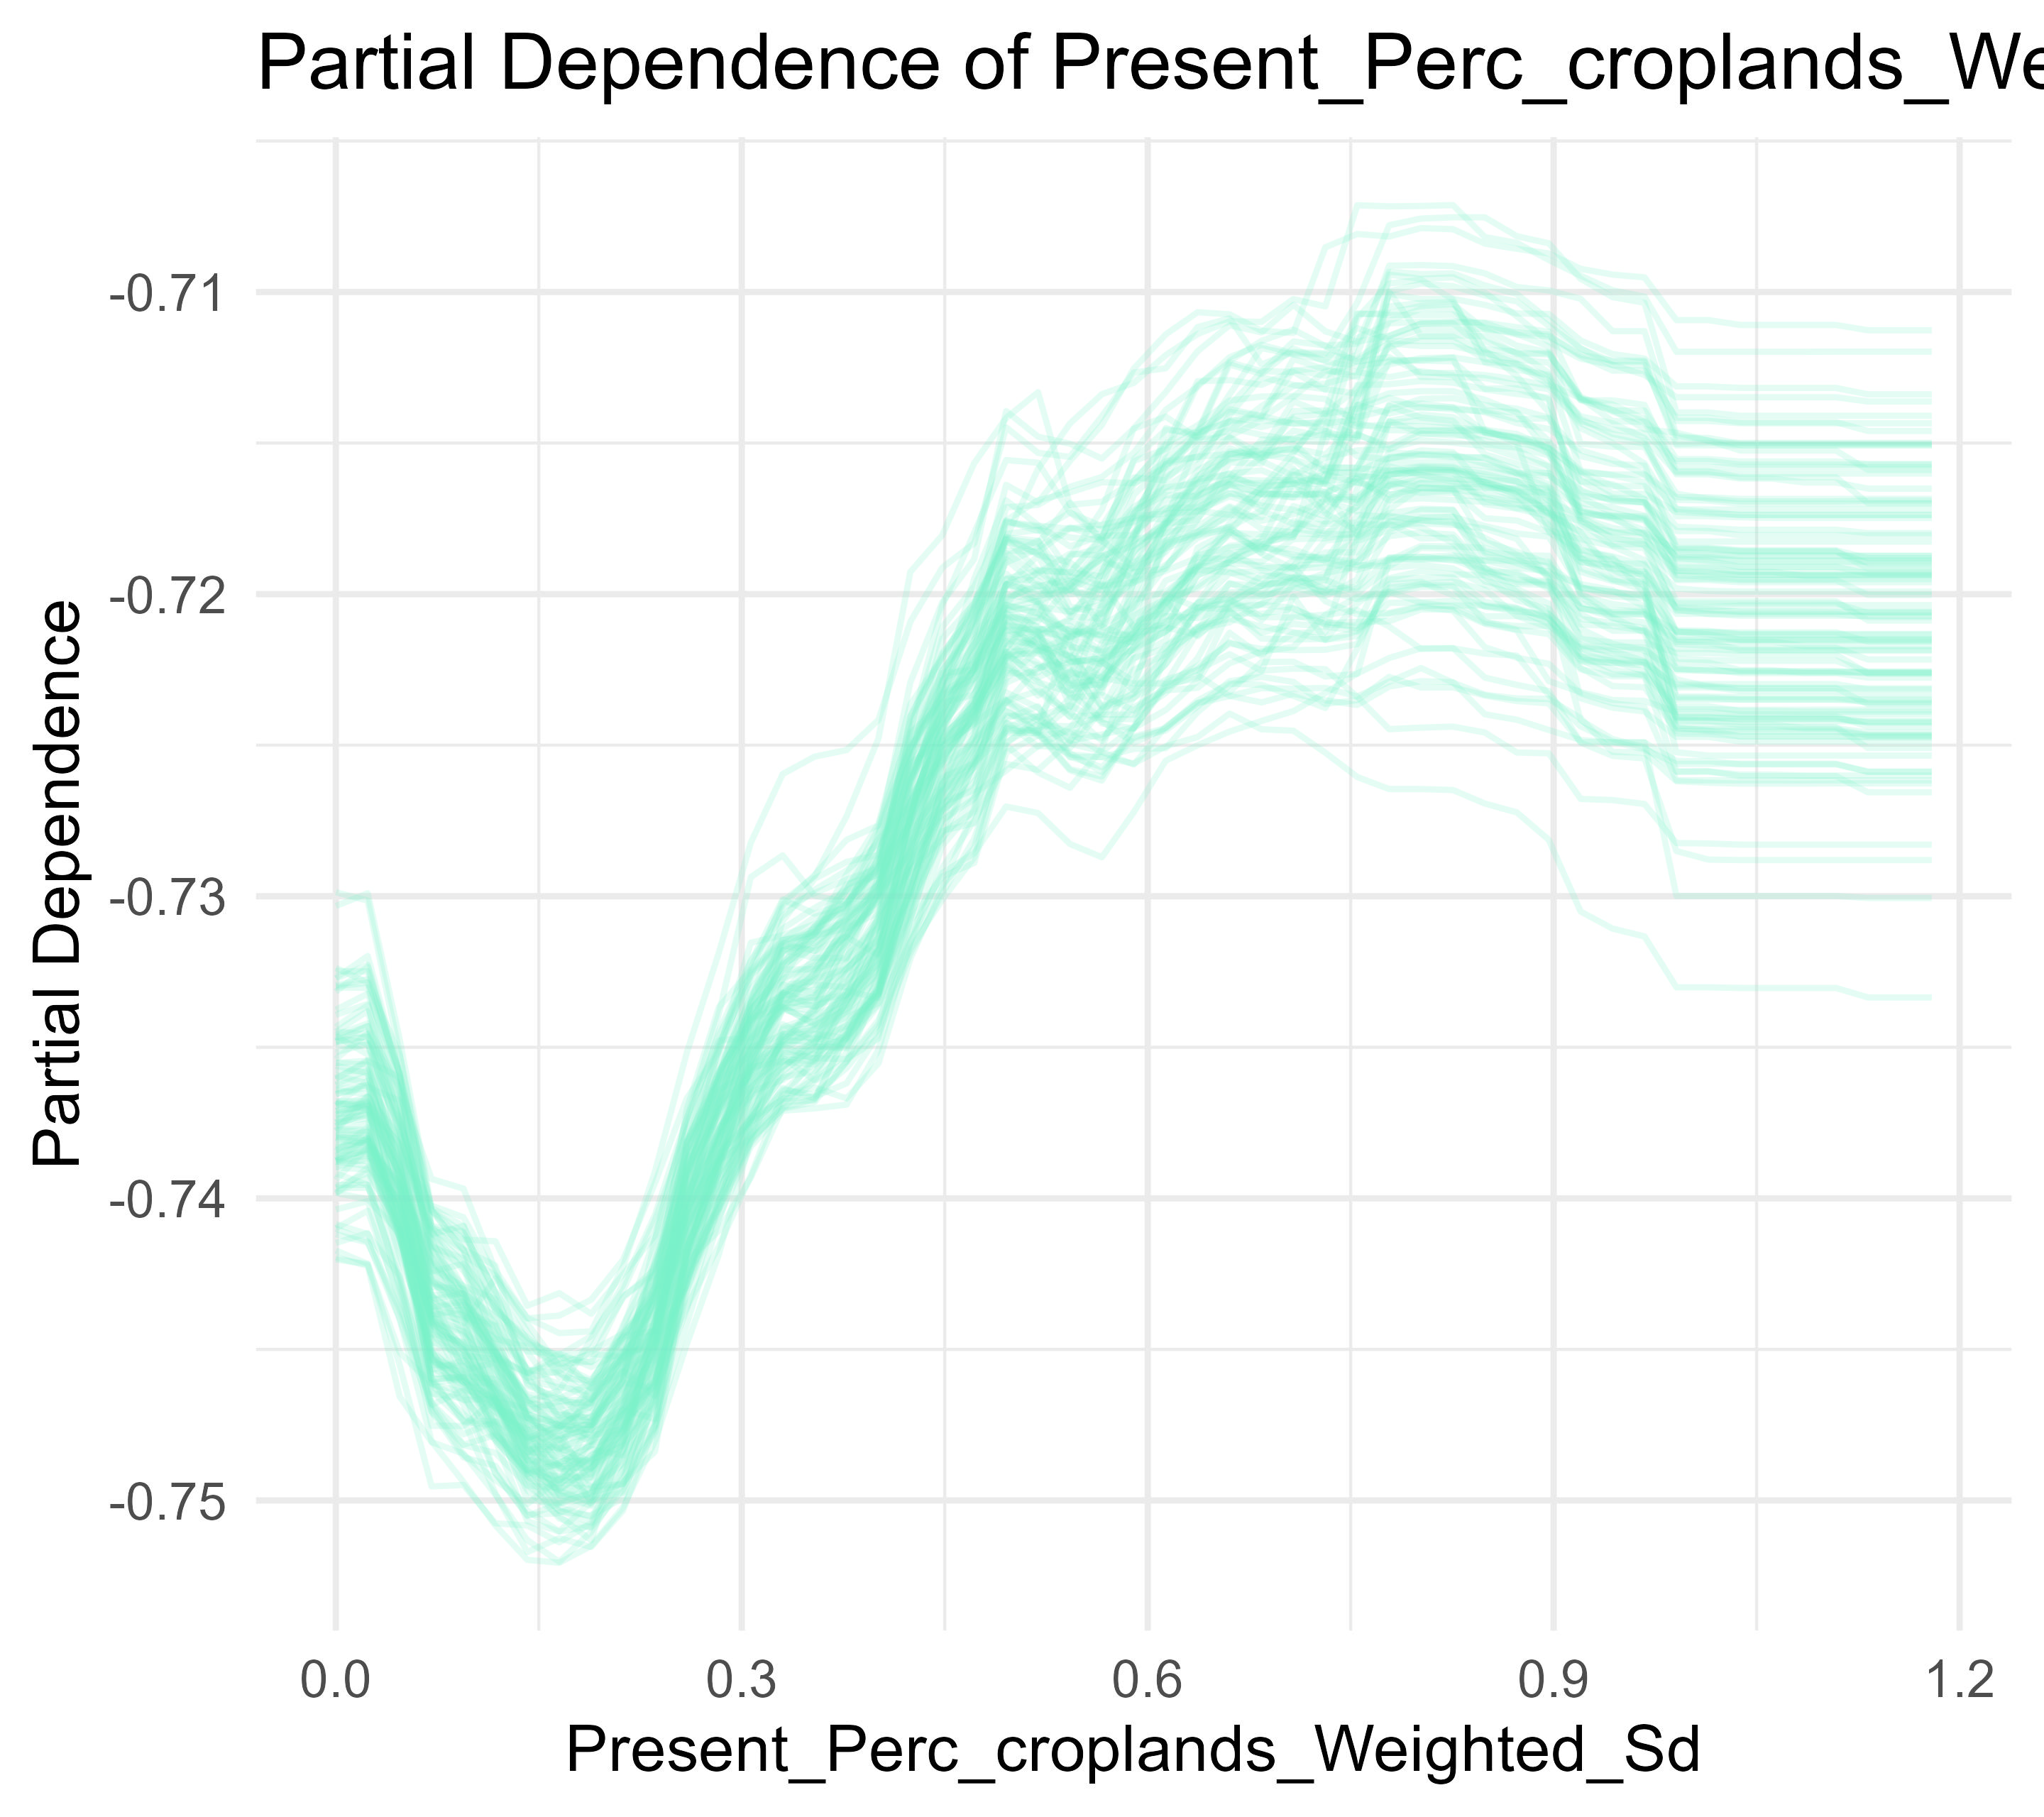 Partial Dependence of Present_Perc_croplands_We
Partial Dependence
-0.71
-0.72
-0.73
-0.74
-0.75
0.0 0.3 0.6 0.9 1.2
Present_Perc_croplands_Weighted_Sd